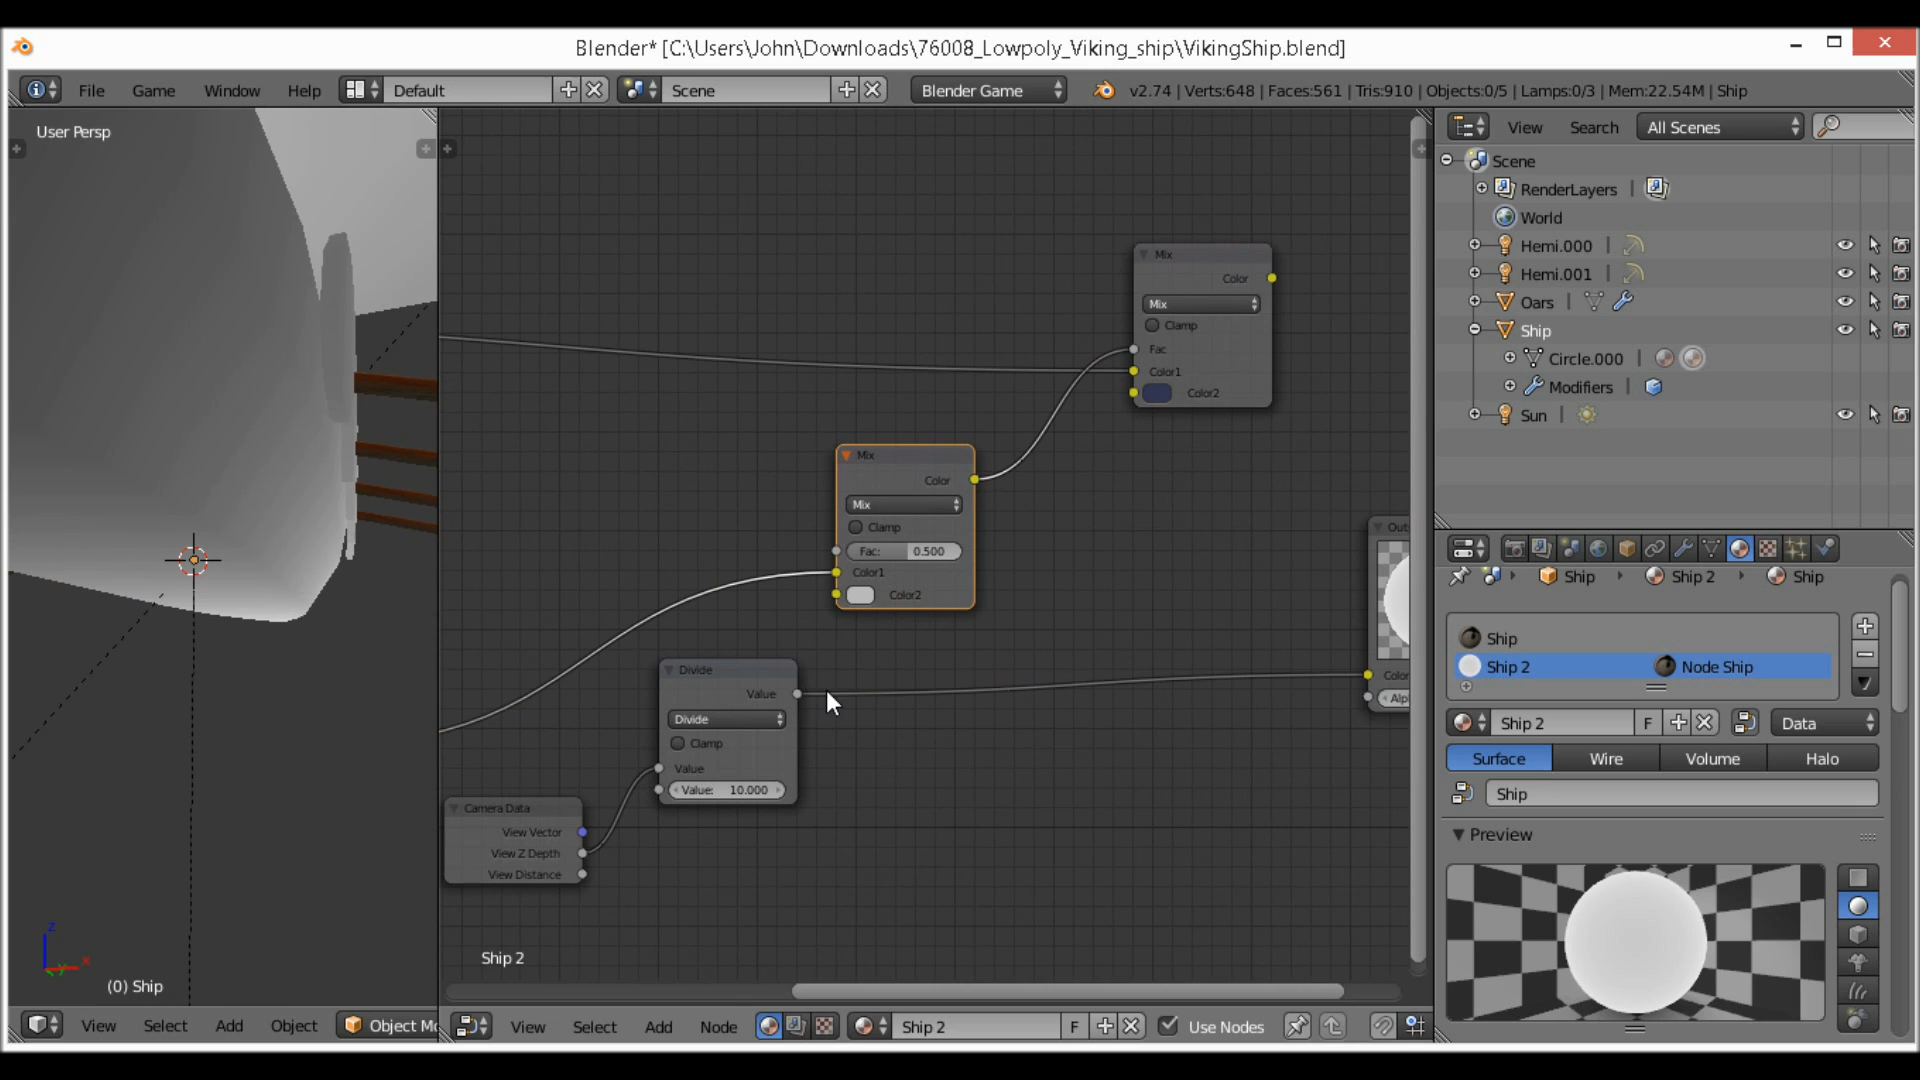 Blender* [C:\Users\John\Downloads\76008_Lowpoly_Viking_ship\VikingShip.blend]
File Game Window Help Default Scene Blender Game v2.74 | Verts:648 | Faces:561 | Tris:910 | Objects:0/5 | Lamps:0/3 | Mem:22.54M | Ship
User Persp
(0) Ship
View Select Add Object Object Mo
Mix
Color
Mix
Clamp
Fac
Color1
Color2
Mix
Color
Mix
Clamp
Fac: 0.500
Color1
Color2
Divide
Value
Divide
Clamp
Value
Value: 10.000
Camera Data
View Vector
View Z Depth
View Distance
Out
Color
Alp
Ship 2
View Select Add Node Ship 2 F Use Nodes
View Search All Scenes
Scene
RenderLayers |
World
Hemi.000 |
Hemi.001 |
Oars |
Ship
Circle.000 |
Modifiers |
Sun |
Ship Ship 2 Ship
Ship
Ship 2 Node Ship
Ship 2 F Data
Surface Wire Volume Halo
Ship
Preview